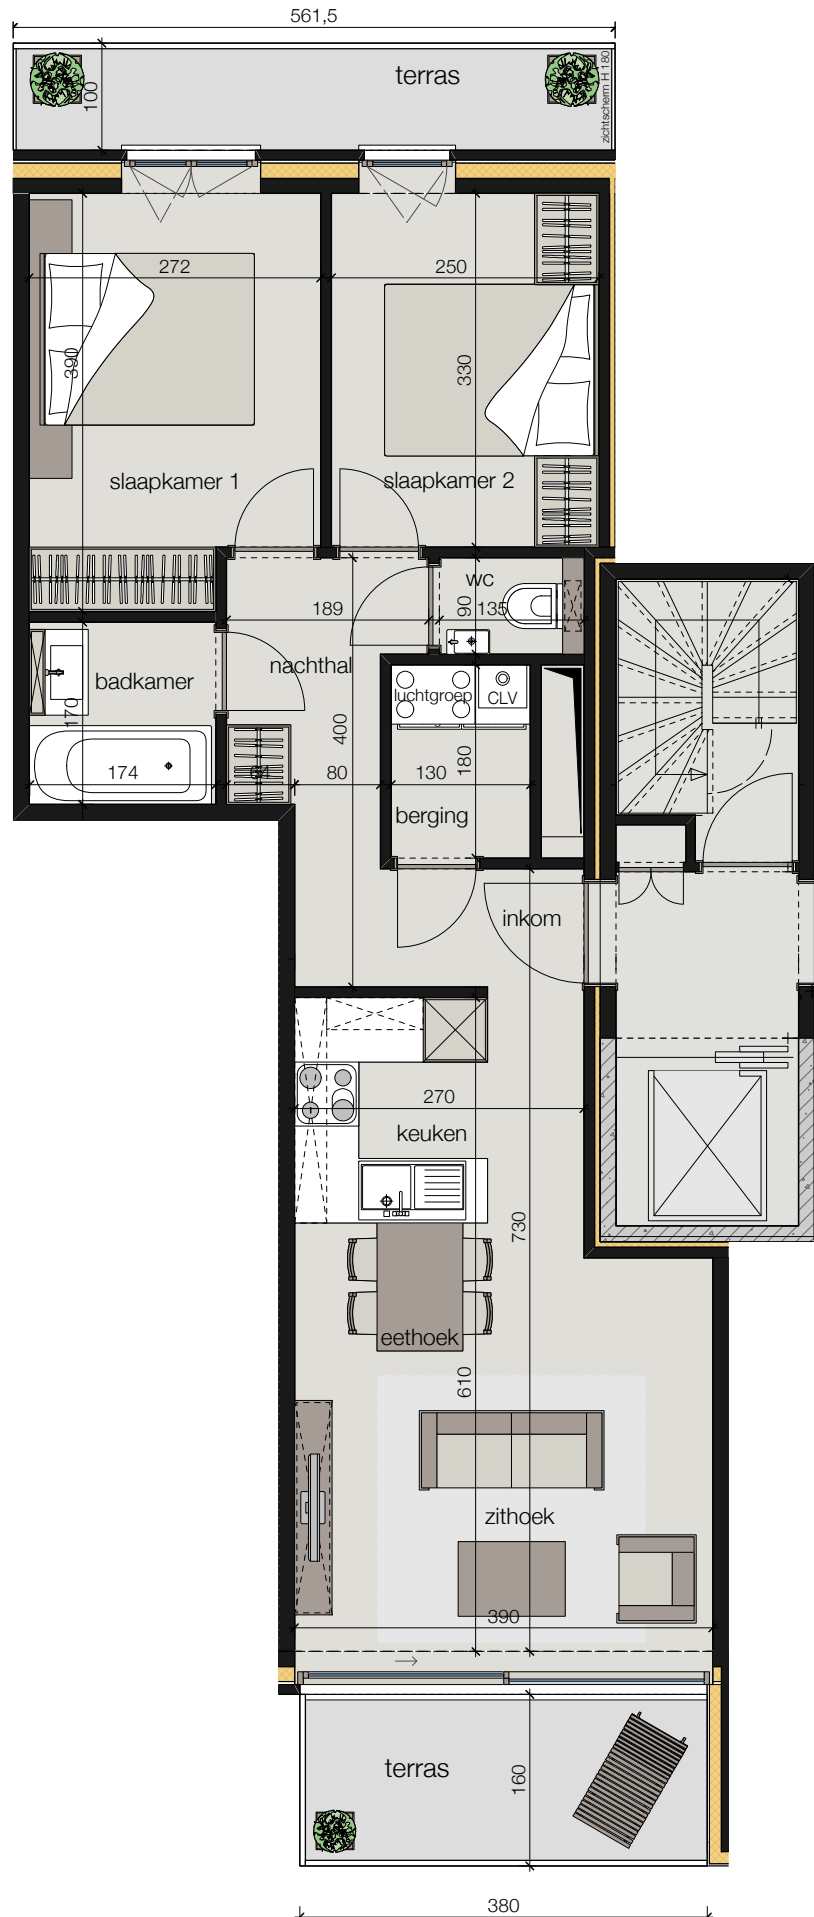 561,5
terras
zichtscherm H 180
100
272
250
390
330
slaapkamer 1
slaapkamer 2
wc
189
90
135
nachthal
badkamer
luchtgroep
CLV
170
400
180
174
64
80
130
berging
inkom
270
keuken
730
eethoek
610
zithoek
390
terras
160
380